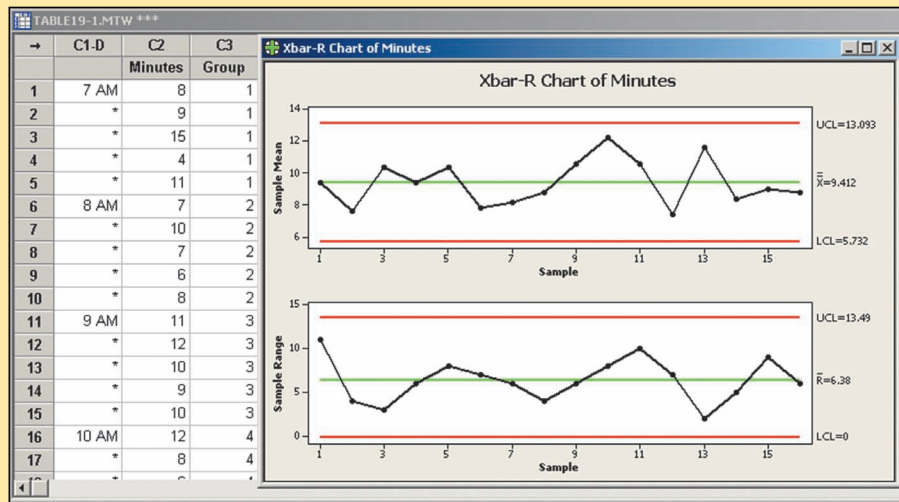 TABLE19-1.MTW ***
→ C1-D C2 C3
Minutes Group
1 7 AM 8 1
2 * 9 1
3 * 15 1
4 * 4 1
5 * 11 1
6 8 AM 7 2
7 * 10 2
8 * 7 2
9 * 6 2
10 * 8 2
11 9 AM 11 3
12 * 12 3
13 * 10 3
14 * 9 3
15 * 10 3
16 10 AM 12 4
17 * 8 4
Xbar-R Chart of Minutes
Xbar-R Chart of Minutes
Sample Mean
14
12
10
8
6
UCL=13.093
X̿=9.412
LCL=5.732
1 3 5 7 9 11 13 15
Sample
Sample Range
15
10
5
0
UCL=13.49
R̄=6.38
LCL=0
1 3 5 7 9 11 13 15
Sample